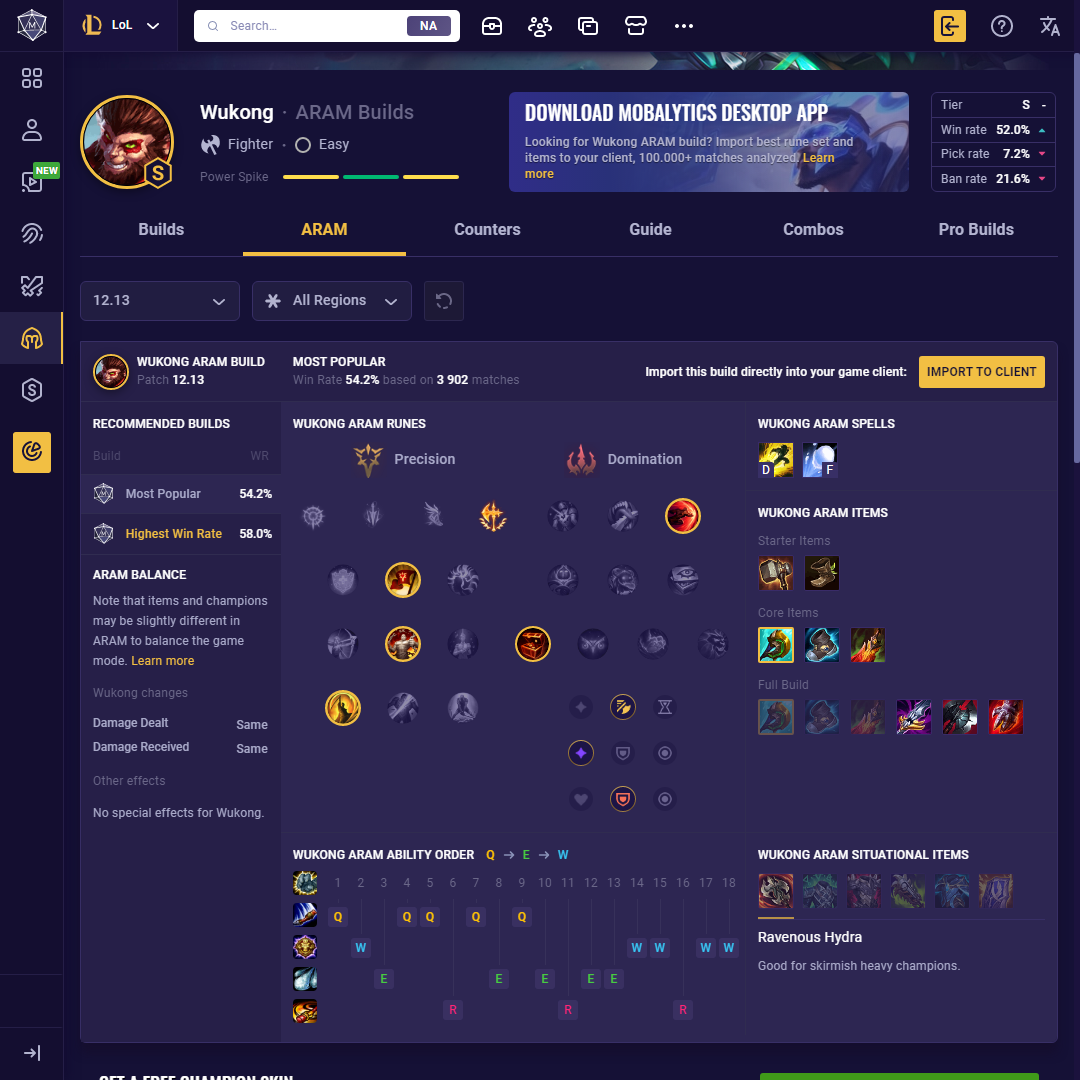 LoL
Search...
NA
NEW
Wukong · ARAM Builds
Fighter · Easy
Power Spike
S
DOWNLOAD MOBALYTICS DESKTOP APP
Looking for Wukong ARAM build? Import best rune set and
items to your client, 100.000+ matches analyzed. Learn
more
Tier S -
Win rate 52.0%
Pick rate 7.2%
Ban rate 21.6%
Builds
ARAM
Counters
Guide
Combos
Pro Builds
12.13
All Regions
WUKONG ARAM BUILD
Patch 12.13
MOST POPULAR
Win Rate 54.2% based on 3 902 matches
Import this build directly into your game client:
IMPORT TO CLIENT
RECOMMENDED BUILDS
Build WR
Most Popular 54.2%
Highest Win Rate 58.0%
ARAM BALANCE
Note that items and champions
may be slightly different in
ARAM to balance the game
mode. Learn more
Wukong changes
Damage Dealt Same
Damage Received Same
Other effects
No special effects for Wukong.
WUKONG ARAM RUNES
Precision
Domination
WUKONG ARAM SPELLS
D F
WUKONG ARAM ITEMS
Starter Items
Core Items
Full Build
WUKONG ARAM ABILITY ORDER Q → E → W
1 2 3 4 5 6 7 8 9 10 11 12 13 14 15 16 17 18
Q Q Q Q Q
W W W W W
E E E E E
R R R
WUKONG ARAM SITUATIONAL ITEMS
Ravenous Hydra
Good for skirmish heavy champions.